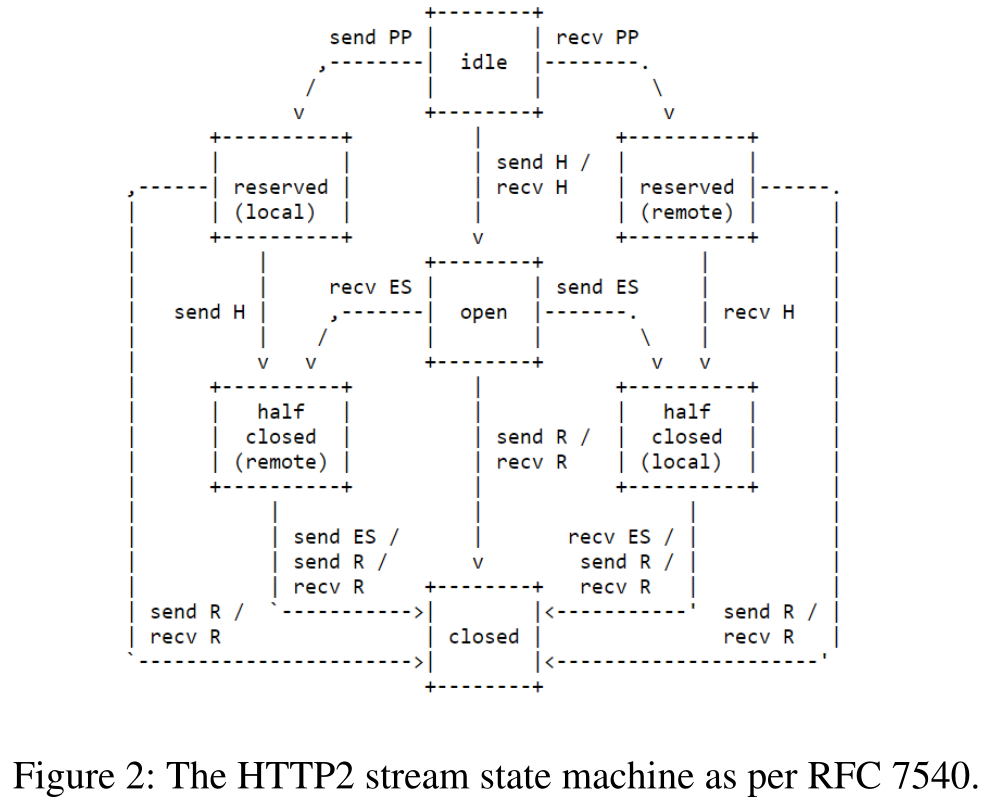 send PP
idle
recv PP
send H /
recv H
reserved
(local)
reserved
(remote)
recv ES
send ES
send H
open
recv H
half
closed
(remote)
send R /
recv R
half
closed
(local)
send ES /
send R /
recv R
recv ES /
send R /
recv R
send R /
recv R
closed
send R /
recv R
Figure 2: The HTTP2 stream state machine as per RFC 7540.